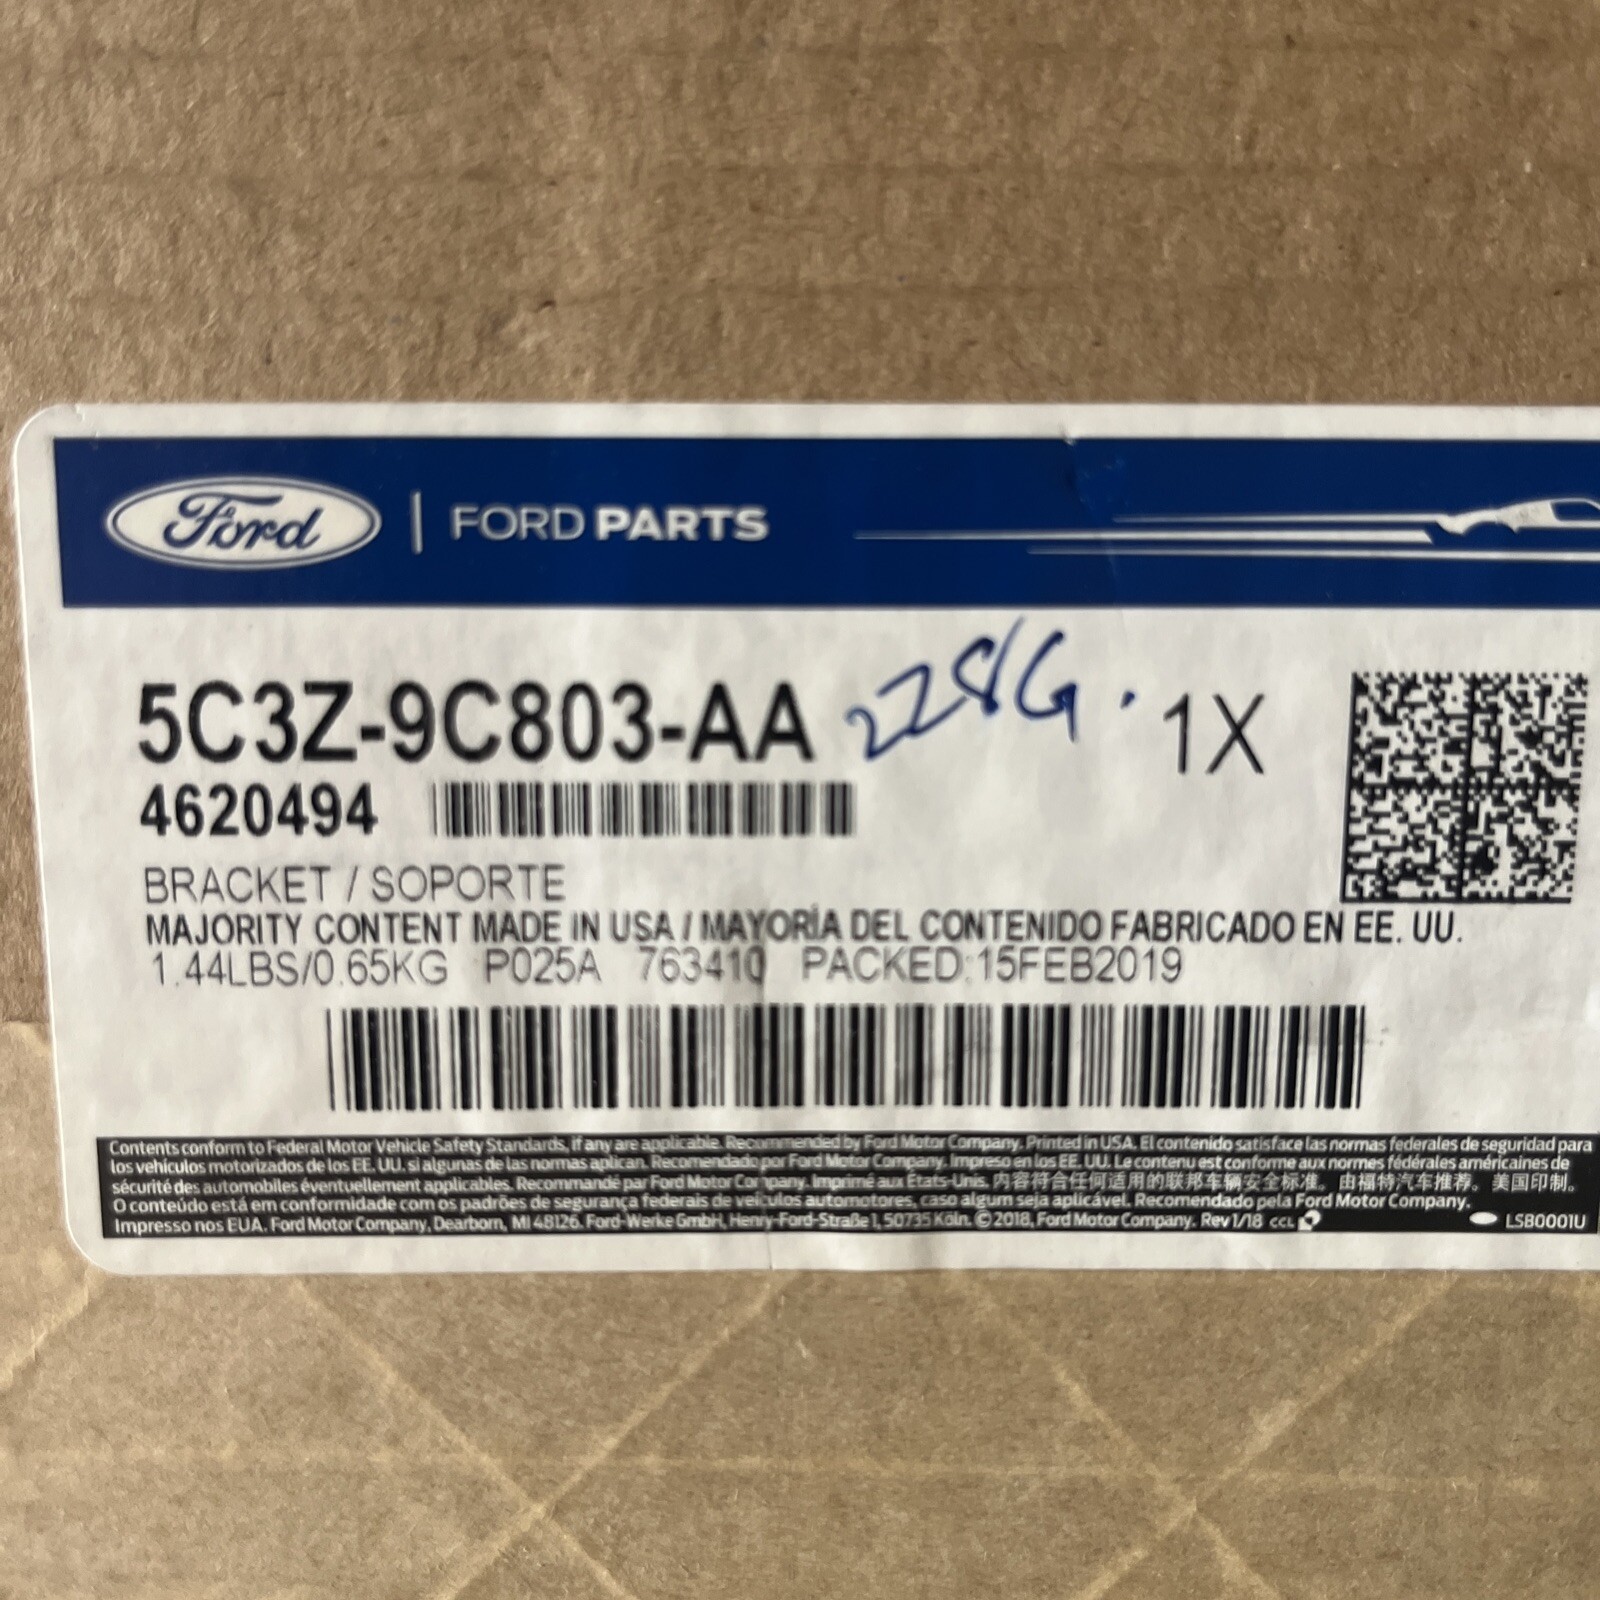 Ford | FORD PARTS
5C3Z-9C803-AA 228G. 1X
4620494
BRACKET / SOPORTE
MAJORITY CONTENT MADE IN USA / MAYORÍA DEL CONTENIDO FABRICADO EN EE. UU.
1.44LBS/0.65KG P025A 763410 PACKED:15FEB2019
Contents conform to Federal Motor Vehicle Safety Standards, if any are applicable. Recommended by Ford Motor Company. Printed in USA. El contenido satisface las normas federales de seguridad para
los vehículos motorizados de los EE. UU. si algunas de las normas aplican. Recomendado por Ford Motor Company. Impreso en los EE. UU. Le contenu est conforme aux normes fédérales américaines de
sécurité des automobiles éventuellement applicables. Recommandé par Ford Motor Company. Imprimé aux États-Unis. 内容符合任何适用的联邦车辆安全标准。由福特汽车推荐。美国印制。
O conteúdo está em conformidade com os padrões de segurança federais de veículos automotores, caso algum seja aplicável. Recomendado pela Ford Motor Company.
Impresso nos EUA. Ford Motor Company, Dearborn, MI 48126. Ford-Werke GmbH, Henry-Ford-Straße 1, 50735 Köln. © 2018, Ford Motor Company. Rev 1/18 CCL LSB0001U